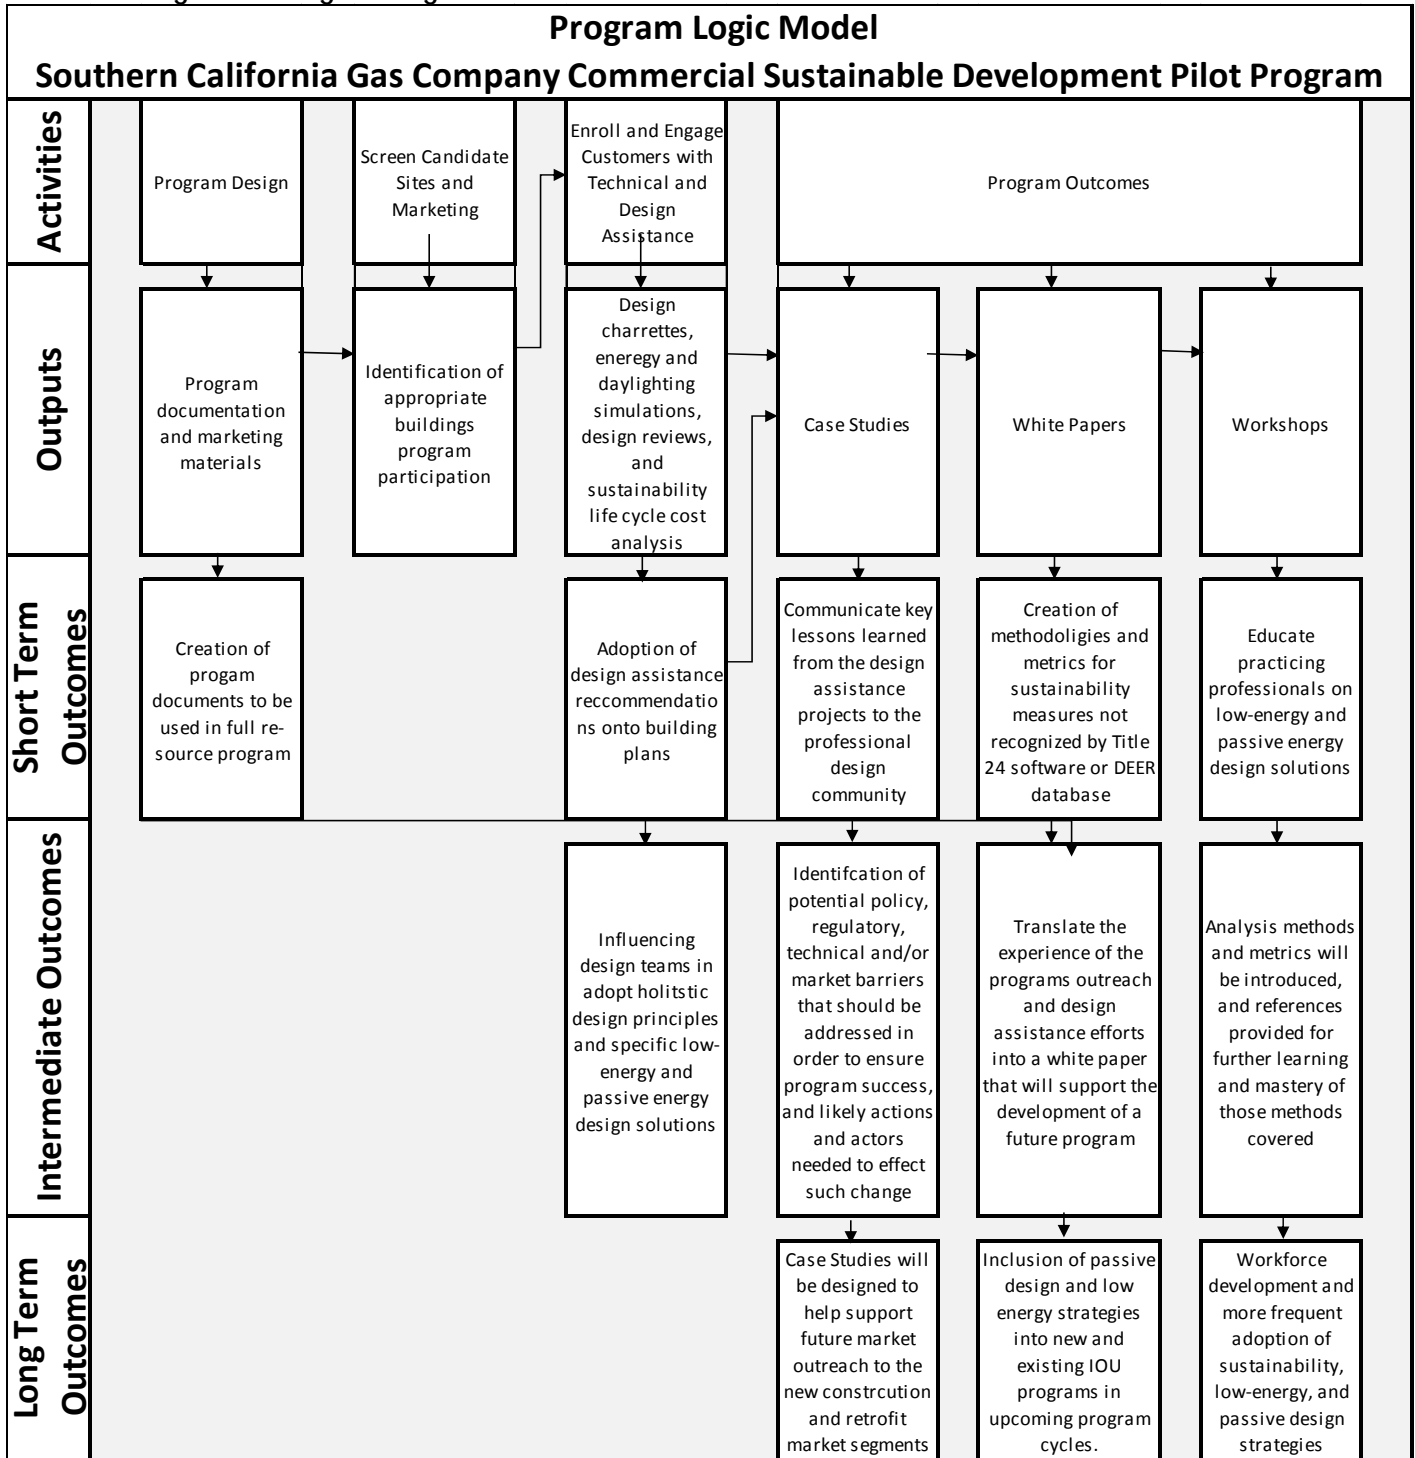 Program Logic Model
Southern California Gas Company Commercial Sustainable Development Pilot Program
Activities
Program Design
Screen Candidate
Sites and
Marketing
Enroll and Engage
Customers with
Technical and
Design
Assistance
Program Outcomes
Outputs
Program
documentation
and marketing
materials
Identification of
appropriate
buildings
program
participation
Design
charrettes,
eneregy and
daylighting
simulations,
design reviews,
and
sustainability
life cycle cost
analysis
Case Studies
White Papers
Workshops
Short Term
Outcomes
Creation of
progam
documents to be
used in full re-
source program
Adoption of
design assistance
reccommendatio
ns onto building
plans
Communicate key
lessons learned
from the design
assistance
projects to the
professional
design
community
Creation of
methodoligies and
metrics for
sustainability
measures not
recognized by Title
24 software or DEER
database
Educate
practicing
professionals on
low-energy and
passive energy
design solutions
Intermediate Outcomes
Influencing
design teams in
adopt holitstic
design principles
and specific low-
energy and
passive energy
design solutions
Identifcation of
potential policy,
regulatory,
technical and/or
market barriers
that should be
addressed in
order to ensure
program success,
and likely actions
and actors
needed to effect
such change
Translate the
experience of the
programs outreach
and design
assistance efforts
into a white paper
that will support the
development of a
future program
Analysis methods
and metrics will
be introduced,
and references
provided for
further learning
and mastery of
those methods
covered
Long Term
Outcomes
Case Studies will
be designed to
help support
future market
outreach to the
new constrcution
and retrofit
market segments
Inclusion of passive
design and low
energy strategies
into new and
existing IOU
programs in
upcoming program
cycles.
Workforce
development and
more frequent
adoption of
sustainability,
low-energy, and
passive design
strategies